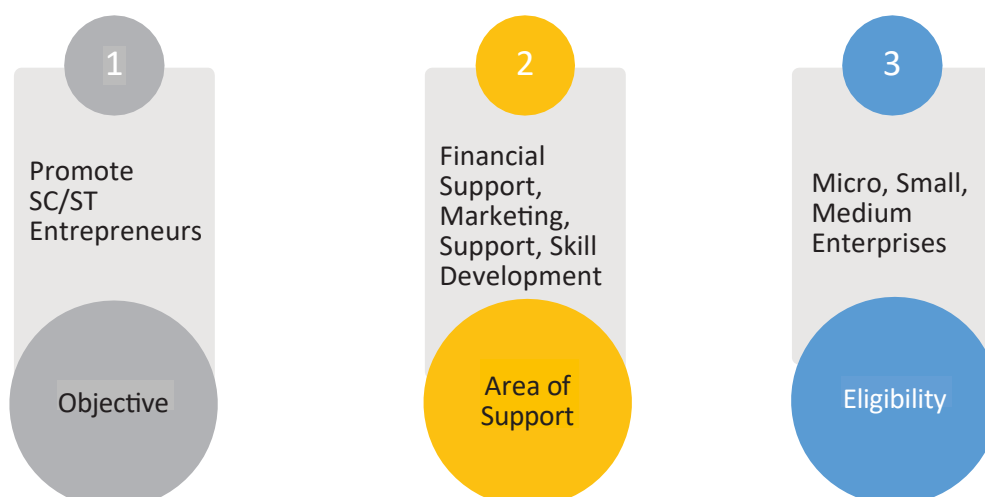 1
Promote
SC/ST
Entrepreneurs
Objective
2
Financial
Support,
Marketing,
Support, Skill
Development
Area of
Support
3
Micro, Small,
Medium
Enterprises
Eligibility